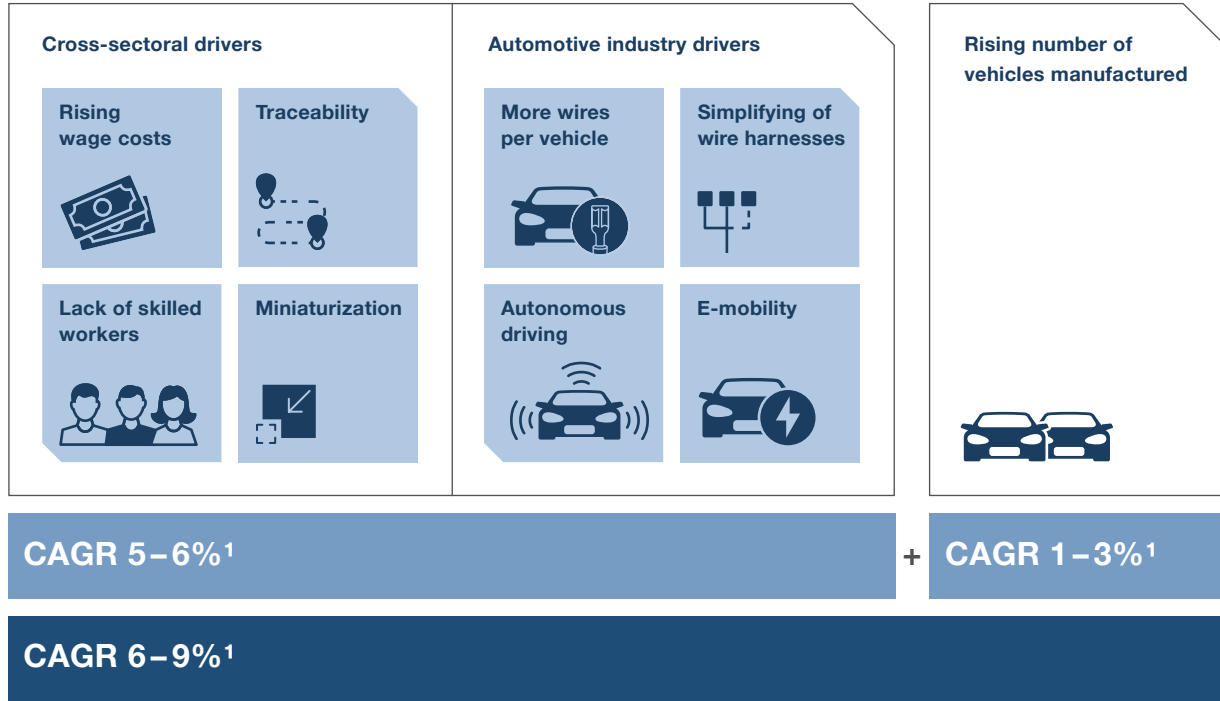 Cross-sectoral drivers
Rising
wage costs
Traceability
Lack of skilled
workers
Miniaturization
Automotive industry drivers
More wires
per vehicle
Simplifying of
wire harnesses
Autonomous
driving
E-mobility
Rising number of
vehicles manufactured
CAGR 5–6%¹
+
CAGR 1–3%¹
CAGR 6–9%¹